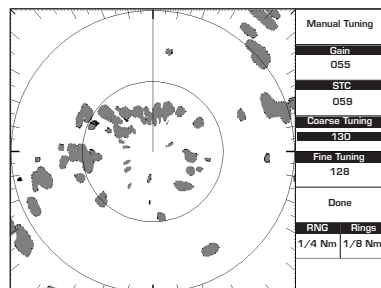 Manual Tuning
Gain
055
STC
059
Coarse Tuning
130
Fine Tuning
128
Done
RNG Rings
1/4 Nm 1/8 Nm